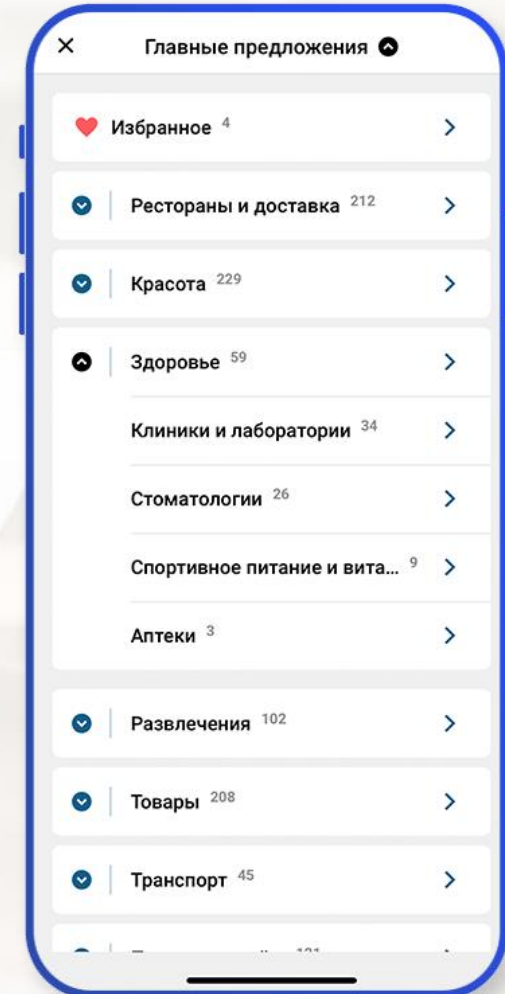 Главные предложения
Избранное 4
Рестораны и доставка 212
Красота 229
Здоровье 59
Клиники и лаборатории 34
Стоматологии 26
Спортивное питание и вита... 9
Аптеки 3
Развлечения 102
Товары 208
Транспорт 45